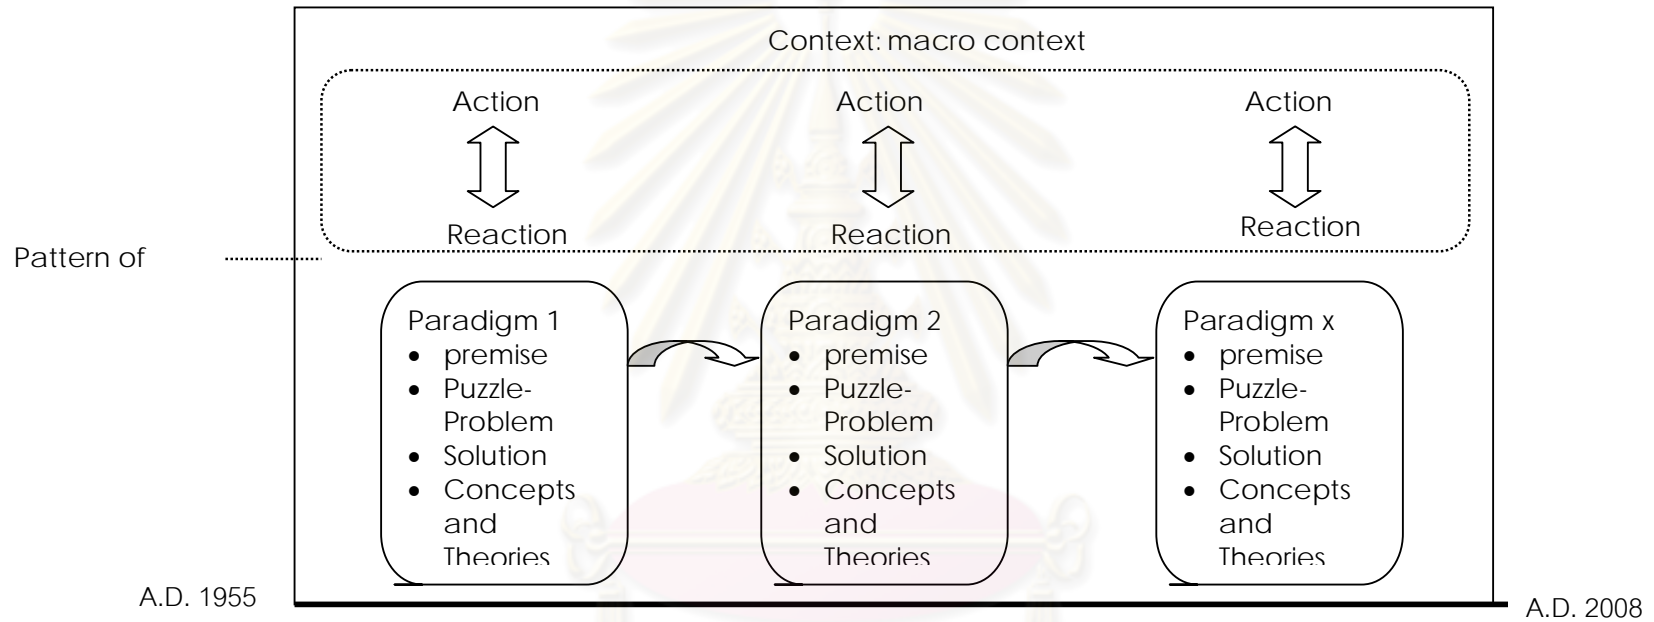 Context: macro context
Action
Action
Action
Reaction
Reaction
Reaction
Pattern of
Paradigm 1
• premise
• Puzzle-
Problem
• Solution
• Concepts
and
Theories
Paradigm 2
• premise
• Puzzle-
Problem
• Solution
• Concepts
and
Theories
Paradigm x
• premise
• Puzzle-
Problem
• Solution
• Concepts
and
Theories
A.D. 1955
A.D. 2008